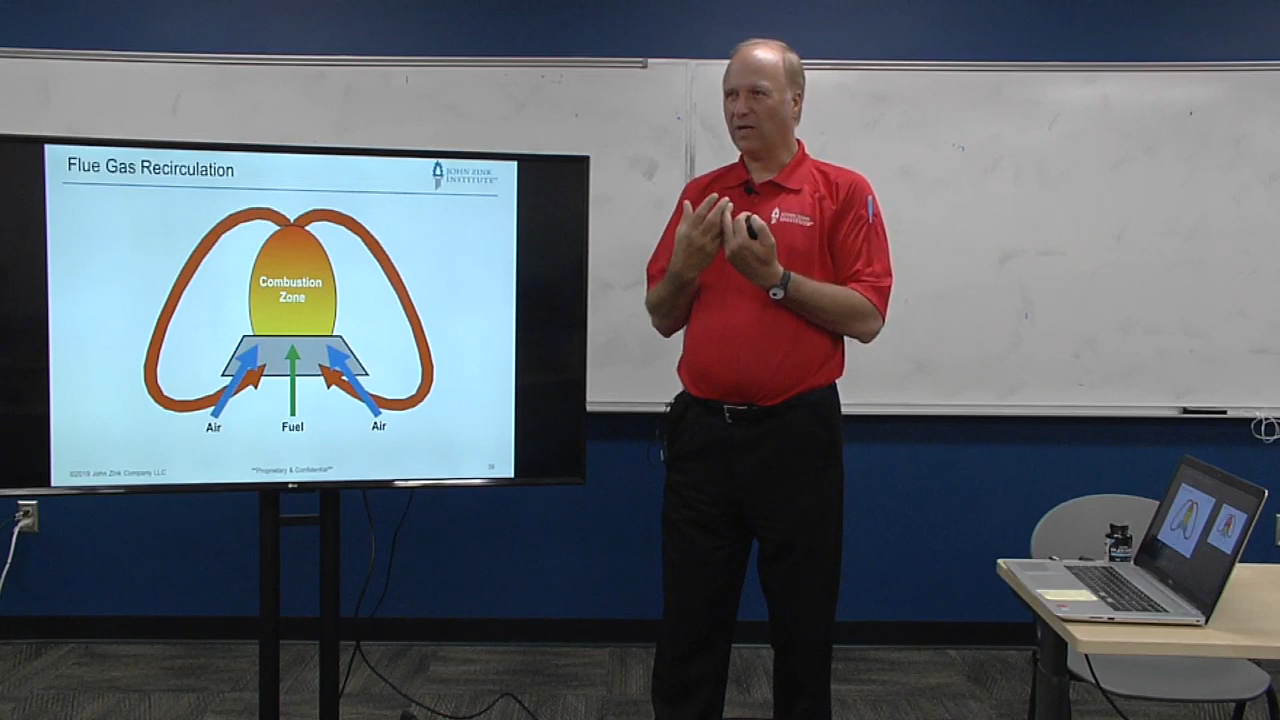 Flue Gas Recirculation
JOHN ZINK
INSTITUTE
Combustion
Zone
Air
Fuel
Air
©2019 John Zink Company LLC
**Proprietary & Confidential**
JOHN ZINK
INSTITUTE